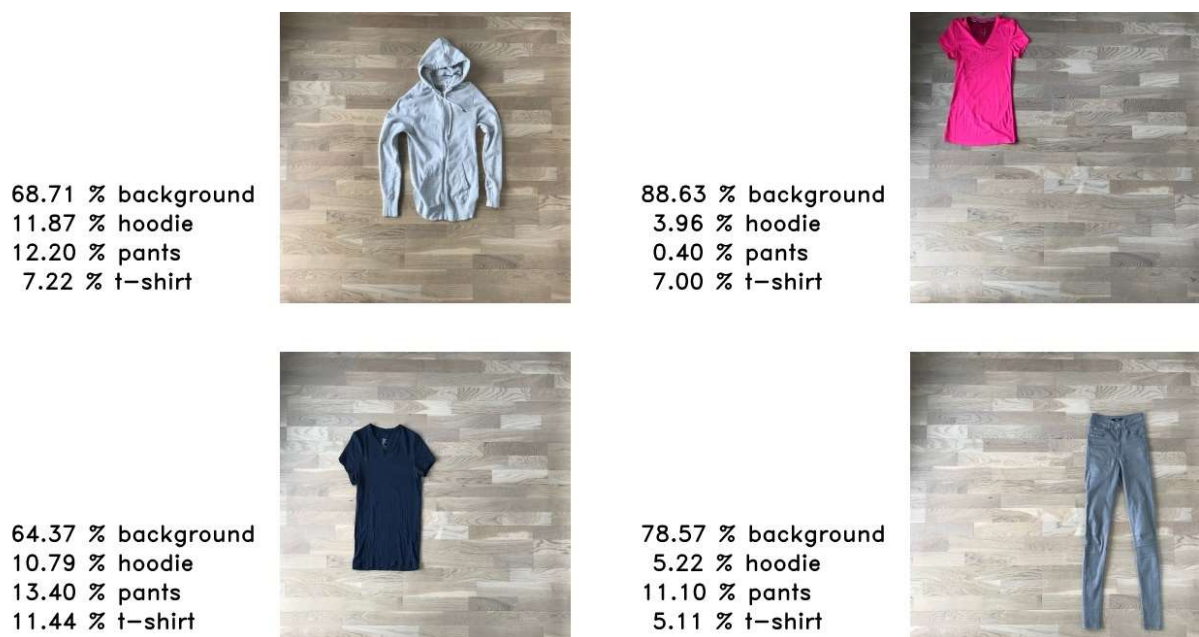 68.71 % background
11.87 % hoodie
12.20 % pants
7.22 % t-shirt
88.63 % background
3.96 % hoodie
0.40 % pants
7.00 % t-shirt
64.37 % background
10.79 % hoodie
13.40 % pants
11.44 % t-shirt
78.57 % background
5.22 % hoodie
11.10 % pants
5.11 % t-shirt